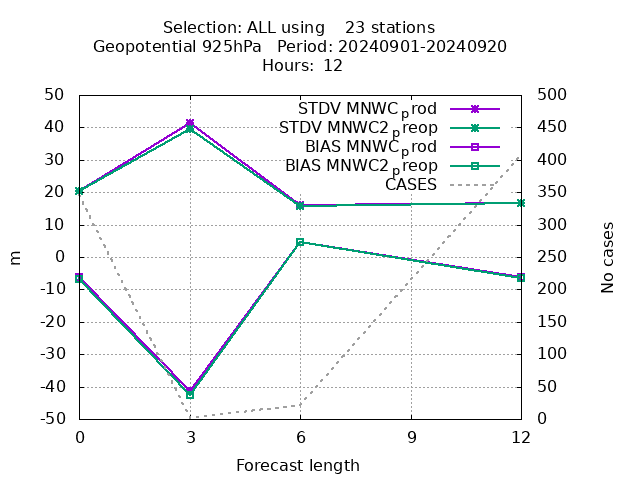 Selection: ALL using    23 stations
Geopotential 925hPa   Period: 20240901-20240920
Hours: 12
STDV MNWC_prod
STDV MNWC2_preop
BIAS MNWC_prod
BIAS MNWC2_preop
CASES
50
40
30
20
10
0
-10
-20
-30
-40
-50
m
500
450
400
350
300
250
200
150
100
50
0
No cases
0 3 6 9 12
Forecast length